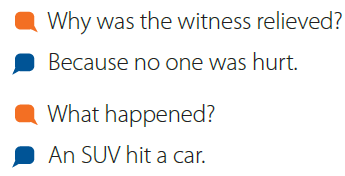 Why was the witness relieved?
Because no one was hurt.
What happened?
An SUV hit a car.